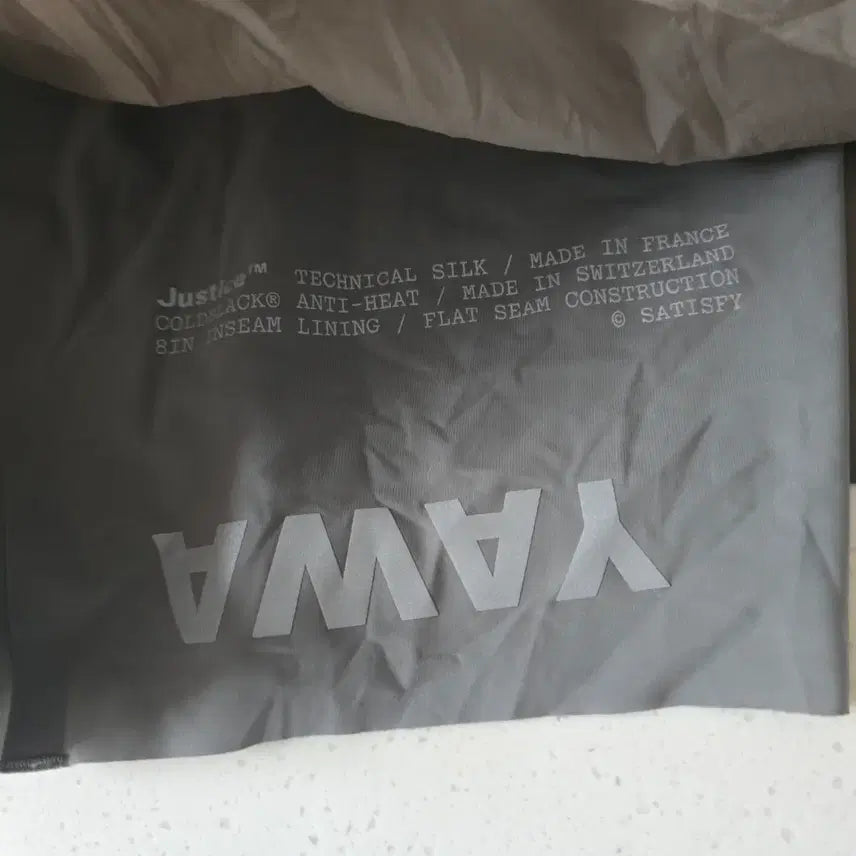 Justice™ TECHNICAL SILK / MADE IN FRANCE
COLDBLACK® ANTI-HEAT / MADE IN SWITZERLAND
8IN INSEAM LINING / FLAT SEAM CONSTRUCTION
© SATISFY
YAWA